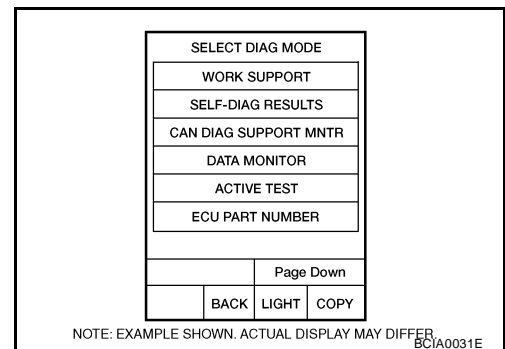 SELECT DIAG MODE
WORK SUPPORT
SELF-DIAG RESULTS
CAN DIAG SUPPORT MNTR
DATA MONITOR
ACTIVE TEST
ECU PART NUMBER
Page Down
BACK LIGHT COPY
NOTE: EXAMPLE SHOWN. ACTUAL DISPLAY MAY DIFFER.
BCIA0031E